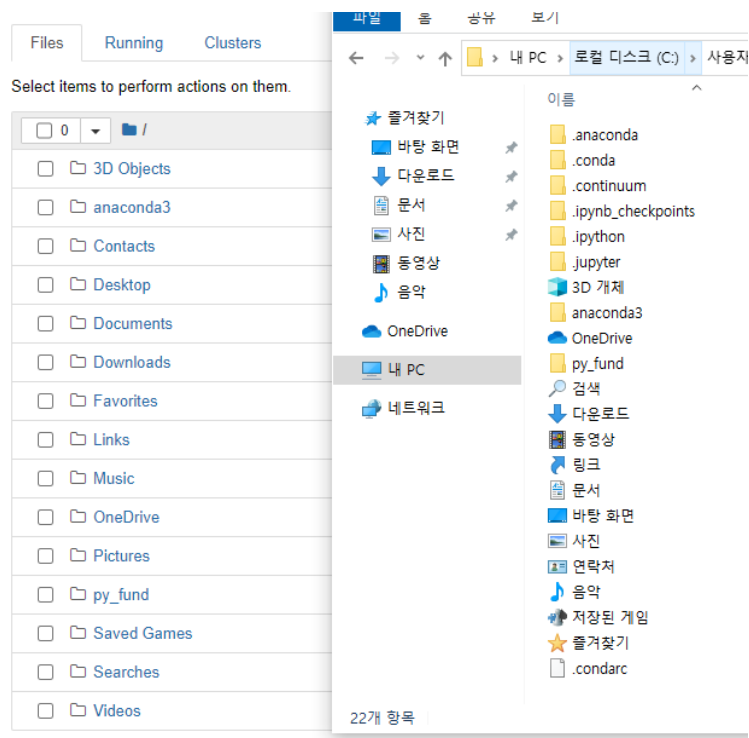 Files Running Clusters
Select items to perform actions on them.
0 /
3D Objects
anaconda3
Contacts
Desktop
Documents
Downloads
Favorites
Links
Music
OneDrive
Pictures
py_fund
Saved Games
Searches
Videos
파일 홈 공유 보기
내 PC > 로컬 디스크 (C:) > 사용자
즐겨찾기
바탕 화면
다운로드
문서
사진
동영상
음악
OneDrive
내 PC
네트워크
이름
.anaconda
.conda
.continuum
.ipynb_checkpoints
.ipython
.jupyter
3D 개체
anaconda3
OneDrive
py_fund
검색
다운로드
동영상
링크
문서
바탕 화면
사진
연락처
음악
저장된 게임
즐겨찾기
.condarc
22개 항목